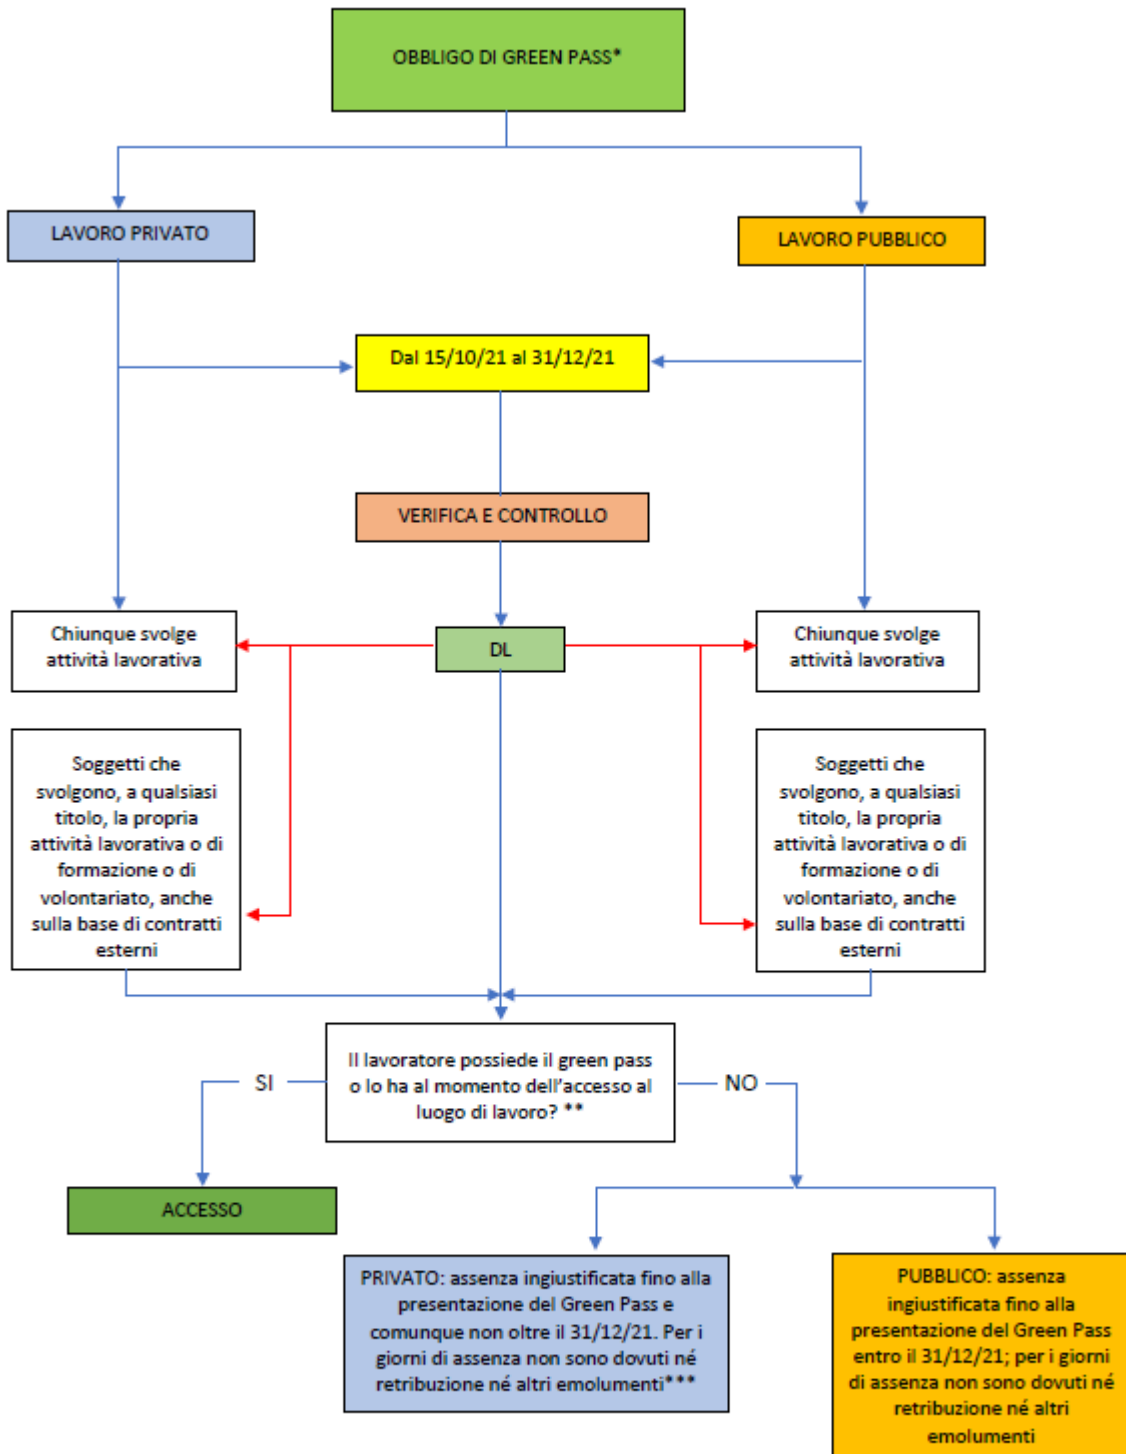 OBBLIGO DI GREEN PASS*
LAVORO PRIVATO
LAVORO PUBBLICO
Dal 15/10/21 al 31/12/21
VERIFICA E CONTROLLO
Chiunque svolge
attività lavorativa
DL
Chiunque svolge
attività lavorativa
Soggetti che
svolgono, a qualsiasi
titolo, la propria
attività lavorativa o di
formazione o di
volontariato, anche
sulla base di contratti
esterni
Soggetti che
svolgono, a qualsiasi
titolo, la propria
attività lavorativa o di
formazione o di
volontariato, anche
sulla base di contratti
esterni
Il lavoratore possiede il green pass
o lo ha al momento dell'accesso al
luogo di lavoro? **
SI
NO
ACCESSO
PRIVATO: assenza ingiustificata fino alla
presentazione del Green Pass e
comunque non oltre il 31/12/21. Per i
giorni di assenza non sono dovuti né
retribuzione né altri emolumenti***
PUBBLICO: assenza
ingiustificata fino alla
presentazione del Green Pass
entro il 31/12/21; per i giorni
di assenza non sono dovuti né
retribuzione né altri
emolumenti